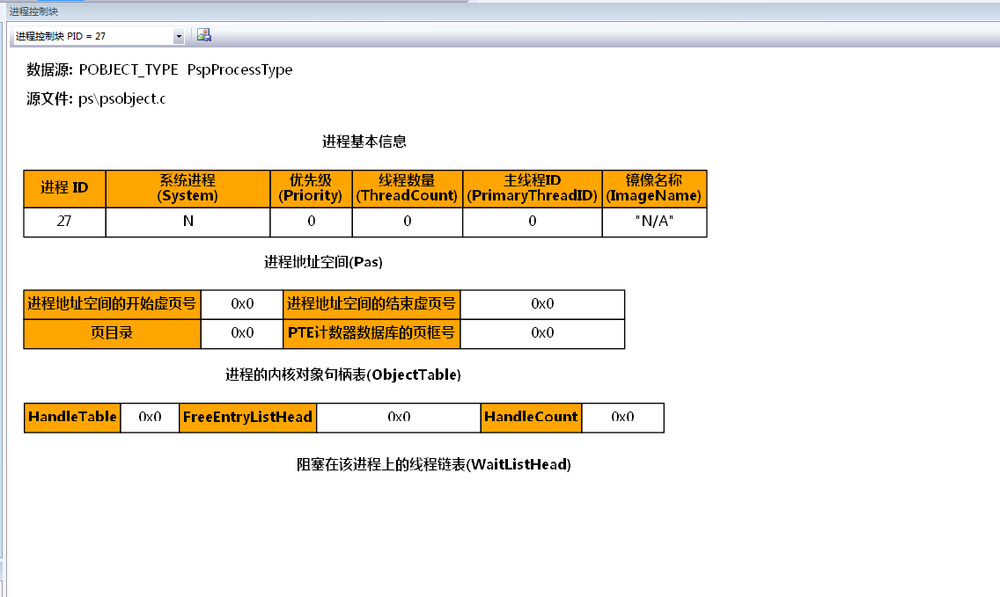 进程控制块
进程控制块 PID = 27
数据源: POBJECT_TYPE PspProcessType
源文件: ps\psobject.c
进程基本信息
进程 ID 系统进程 (System) 优先级 (Priority) 线程数量 (ThreadCount) 主线程ID (PrimaryThreadID) 镜像名称 (ImageName)
27 N 0 0 0 "N/A"
进程地址空间(Pas)
进程地址空间的开始虚页号 0x0 进程地址空间的结束虚页号 0x0
页目录 0x0 PTE计数器数据库的页框号 0x0
进程的内核对象句柄表(ObjectTable)
HandleTable 0x0 FreeEntryListHead 0x0 HandleCount 0x0
阻塞在该进程上的线程链表(WaitListHead)